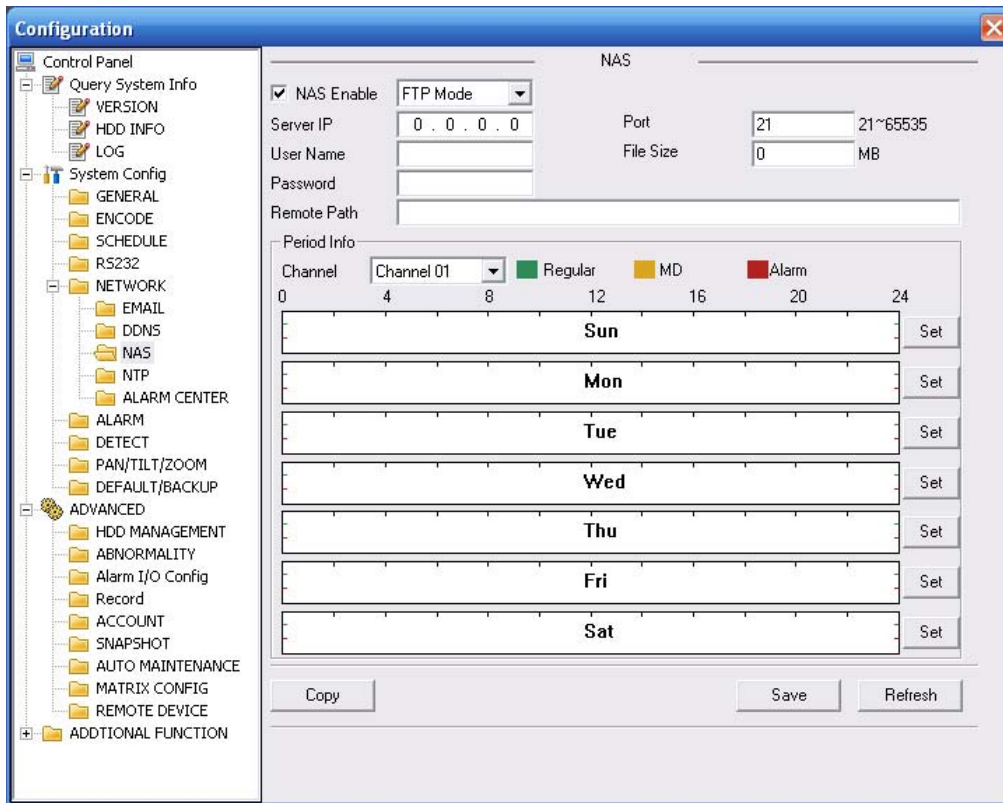 Configuration
Control Panel
Query System Info
VERSION
HDD INFO
LOG
System Config
GENERAL
ENCODE
SCHEDULE
RS232
NETWORK
EMAIL
DDNS
NAS
NTP
ALARM CENTER
ALARM
DETECT
PAN/TILT/ZOOM
DEFAULT/BACKUP
ADVANCED
HDD MANAGEMENT
ABNORMALITY
Alarm I/O Config
Record
ACCOUNT
SNAPSHOT
AUTO MAINTENANCE
MATRIX CONFIG
REMOTE DEVICE
ADDTIONAL FUNCTION
NAS
NAS Enable FTP Mode
Server IP 0 . 0 . 0 . 0 Port 21 21~65535
User Name File Size 0 MB
Password
Remote Path
Period Info
Channel Channel 01 Regular MD Alarm
0 4 8 12 16 20 24
Sun Set
Mon Set
Tue Set
Wed Set
Thu Set
Fri Set
Sat Set
Copy Save Refresh